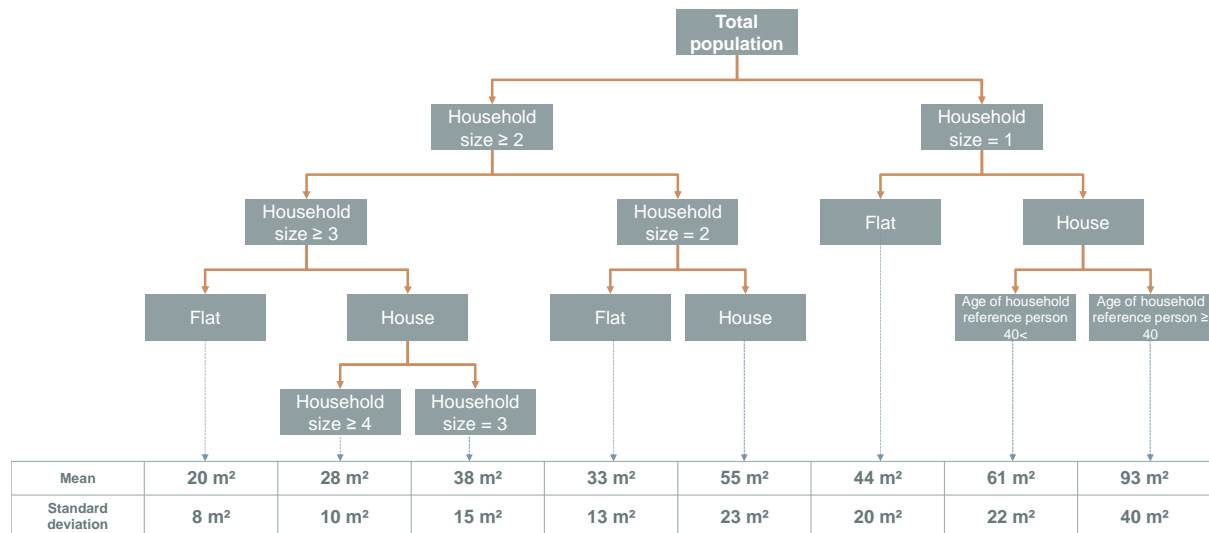 Total
population
Household
size ≥ 2
Household
size = 1
Household
size ≥ 3
Household
size = 2
Flat
House
Flat
House
Flat
House
Age of household
reference person
40<
Age of household
reference person ≥
40
Household
size ≥ 4
Household
size = 3
Mean 20 m² 28 m² 38 m² 33 m² 55 m² 44 m² 61 m² 93 m²
Standard
deviation 8 m² 10 m² 15 m² 13 m² 23 m² 20 m² 22 m² 40 m²